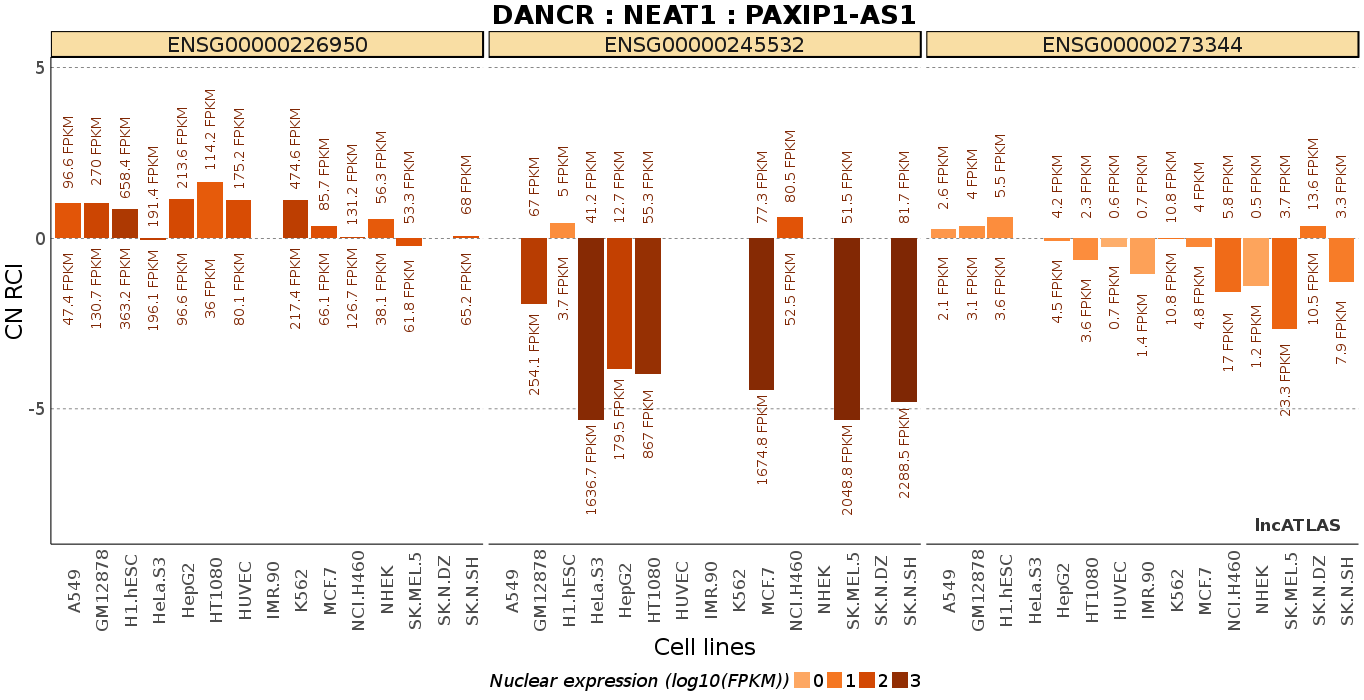 DANCR : NEAT1 : PAXIP1-AS1
ENSG00000226950 ENSG00000245532 ENSG00000273344
CN RCI
5
0
-5
96.6 FPKM 270 FPKM 658.4 FPKM 191.4 FPKM 213.6 FPKM 114.2 FPKM 175.2 FPKM 474.6 FPKM 85.7 FPKM 131.2 FPKM 56.3 FPKM 53.3 FPKM 68 FPKM
47.4 FPKM 130.7 FPKM 363.2 FPKM 196.1 FPKM 96.6 FPKM 36 FPKM 80.1 FPKM 217.4 FPKM 66.1 FPKM 126.7 FPKM 38.1 FPKM 61.8 FPKM 65.2 FPKM
67 FPKM 5 FPKM 41.2 FPKM 12.7 FPKM 55.3 FPKM 77.3 FPKM 80.5 FPKM 51.5 FPKM 81.7 FPKM
254.1 FPKM 3.7 FPKM 1636.7 FPKM 179.5 FPKM 867 FPKM 1674.8 FPKM 52.5 FPKM 2048.8 FPKM 2288.5 FPKM
2.6 FPKM 4 FPKM 5.5 FPKM 4.2 FPKM 2.3 FPKM 0.6 FPKM 0.7 FPKM 10.8 FPKM 4 FPKM 5.8 FPKM 0.5 FPKM 3.7 FPKM 13.6 FPKM 3.3 FPKM
2.1 FPKM 3.1 FPKM 3.6 FPKM 4.5 FPKM 3.6 FPKM 0.7 FPKM 1.4 FPKM 10.8 FPKM 4.8 FPKM 17 FPKM 1.2 FPKM 23.3 FPKM 10.5 FPKM 7.9 FPKM
lncATLAS
A549 GM12878 H1.hESC HeLa.S3 HepG2 HT1080 HUVEC IMR.90 K562 MCF.7 NCI.H460 NHEK SK.MEL.5 SK.N.DZ SK.N.SH
A549 GM12878 H1.hESC HeLa.S3 HepG2 HT1080 HUVEC IMR.90 K562 MCF.7 NCI.H460 NHEK SK.MEL.5 SK.N.DZ SK.N.SH
A549 GM12878 H1.hESC HeLa.S3 HepG2 HT1080 HUVEC IMR.90 K562 MCF.7 NCI.H460 NHEK SK.MEL.5 SK.N.DZ SK.N.SH
Cell lines
Nuclear expression (log10(FPKM)) 0 1 2 3